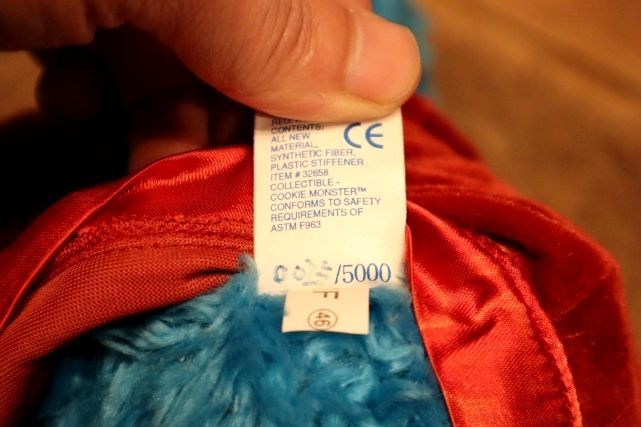 CONTENTS:
ALL NEW
MATERIAL,
SYNTHETIC FIBER,
PLASTIC STIFFENER
ITEM # 32658
COLLECTIBLE -
COOKIE MONSTER™
CONFORMS TO SAFETY
REQUIREMENTS OF
ASTM F963
CE
/5000
F
46